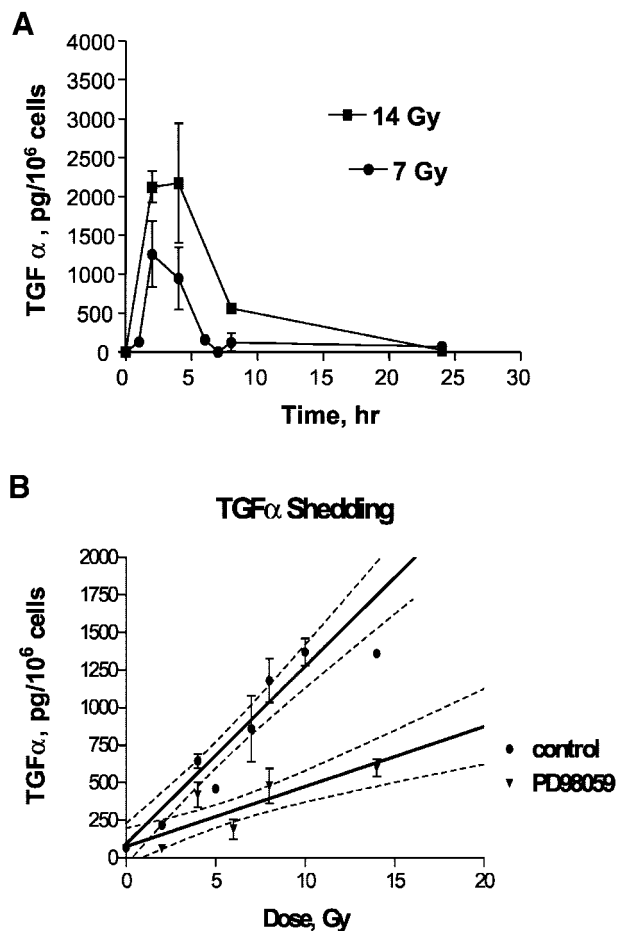 A
4000
3500
3000
2500
2000
1500
1000
500
0
TGF α , pg/10⁶ cells
14 Gy
7 Gy
0 5 10 15 20 25 30
Time, hr
B
TGFα Shedding
2000
1750
1500
1250
1000
750
500
250
0
TGFα, pg/10⁶ cells
control
PD98059
0 5 10 15 20
Dose, Gy